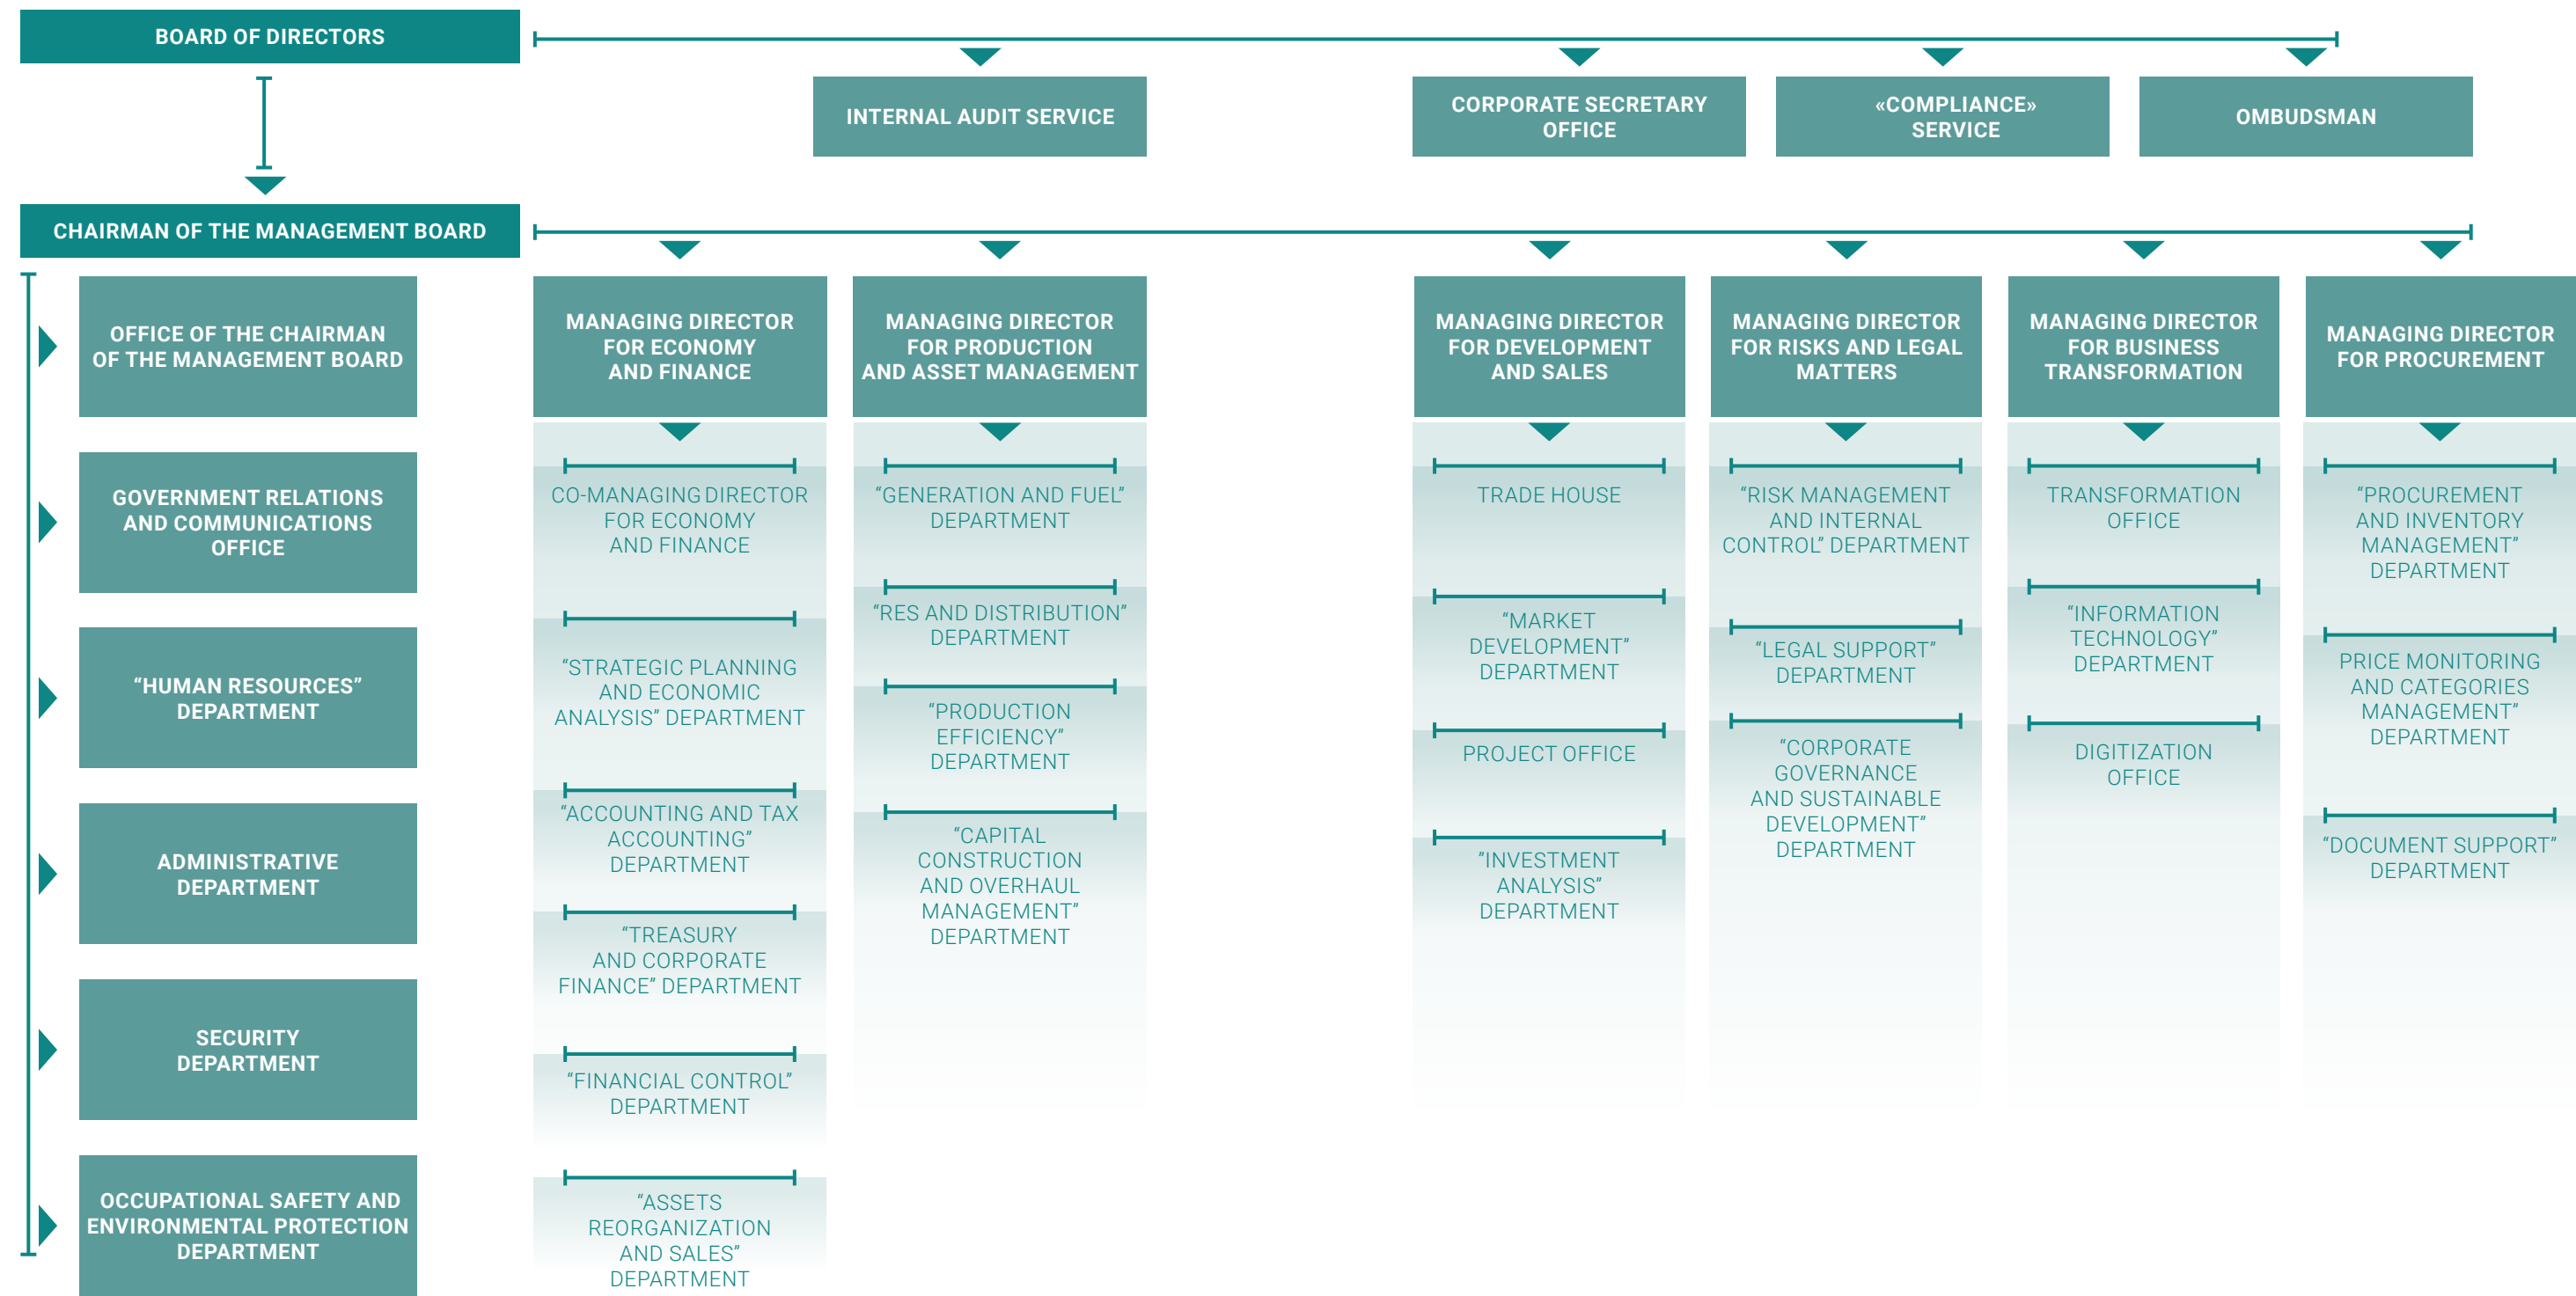 BOARD OF DIRECTORS
INTERNAL AUDIT SERVICE
CORPORATE SECRETARY
OFFICE
«COMPLIANCE»
SERVICE
OMBUDSMAN
CHAIRMAN OF THE MANAGEMENT BOARD
OFFICE OF THE CHAIRMAN
OF THE MANAGEMENT BOARD
GOVERNMENT RELATIONS
AND COMMUNICATIONS
OFFICE
“HUMAN RESOURCES”
DEPARTMENT
ADMINISTRATIVE
DEPARTMENT
SECURITY
DEPARTMENT
OCCUPATIONAL SAFETY AND
ENVIRONMENTAL PROTECTION
DEPARTMENT
MANAGING DIRECTOR
FOR ECONOMY
AND FINANCE
CO-MANAGING DIRECTOR
FOR ECONOMY
AND FINANCE
“STRATEGIC PLANNING
AND ECONOMIC
ANALYSIS” DEPARTMENT
“ACCOUNTING AND TAX
ACCOUNTING”
DEPARTMENT
“TREASURY
AND CORPORATE
FINANCE” DEPARTMENT
“FINANCIAL CONTROL”
DEPARTMENT
“ASSETS
REORGANIZATION
AND SALES”
DEPARTMENT
MANAGING DIRECTOR
FOR PRODUCTION
AND ASSET MANAGEMENT
“GENERATION AND FUEL”
DEPARTMENT
“RES AND DISTRIBUTION”
DEPARTMENT
“PRODUCTION
EFFICIENCY”
DEPARTMENT
“CAPITAL
CONSTRUCTION
AND OVERHAUL
MANAGEMENT”
DEPARTMENT
MANAGING DIRECTOR
FOR DEVELOPMENT
AND SALES
TRADE HOUSE
“MARKET
DEVELOPMENT”
DEPARTMENT
PROJECT OFFICE
”INVESTMENT
ANALYSIS”
DEPARTMENT
MANAGING DIRECTOR
FOR RISKS AND LEGAL
MATTERS
“RISK MANAGEMENT
AND INTERNAL
CONTROL” DEPARTMENT
“LEGAL SUPPORT”
DEPARTMENT
“CORPORATE
GOVERNANCE
AND SUSTAINABLE
DEVELOPMENT”
DEPARTMENT
MANAGING DIRECTOR
FOR BUSINESS
TRANSFORMATION
TRANSFORMATION
OFFICE
“INFORMATION
TECHNOLOGY”
DEPARTMENT
DIGITIZATION
OFFICE
MANAGING DIRECTOR
FOR PROCUREMENT
“PROCUREMENT
AND INVENTORY
MANAGEMENT”
DEPARTMENT
PRICE MONITORING
AND CATEGORIES
MANAGEMENT”
DEPARTMENT
“DOCUMENT SUPPORT”
DEPARTMENT